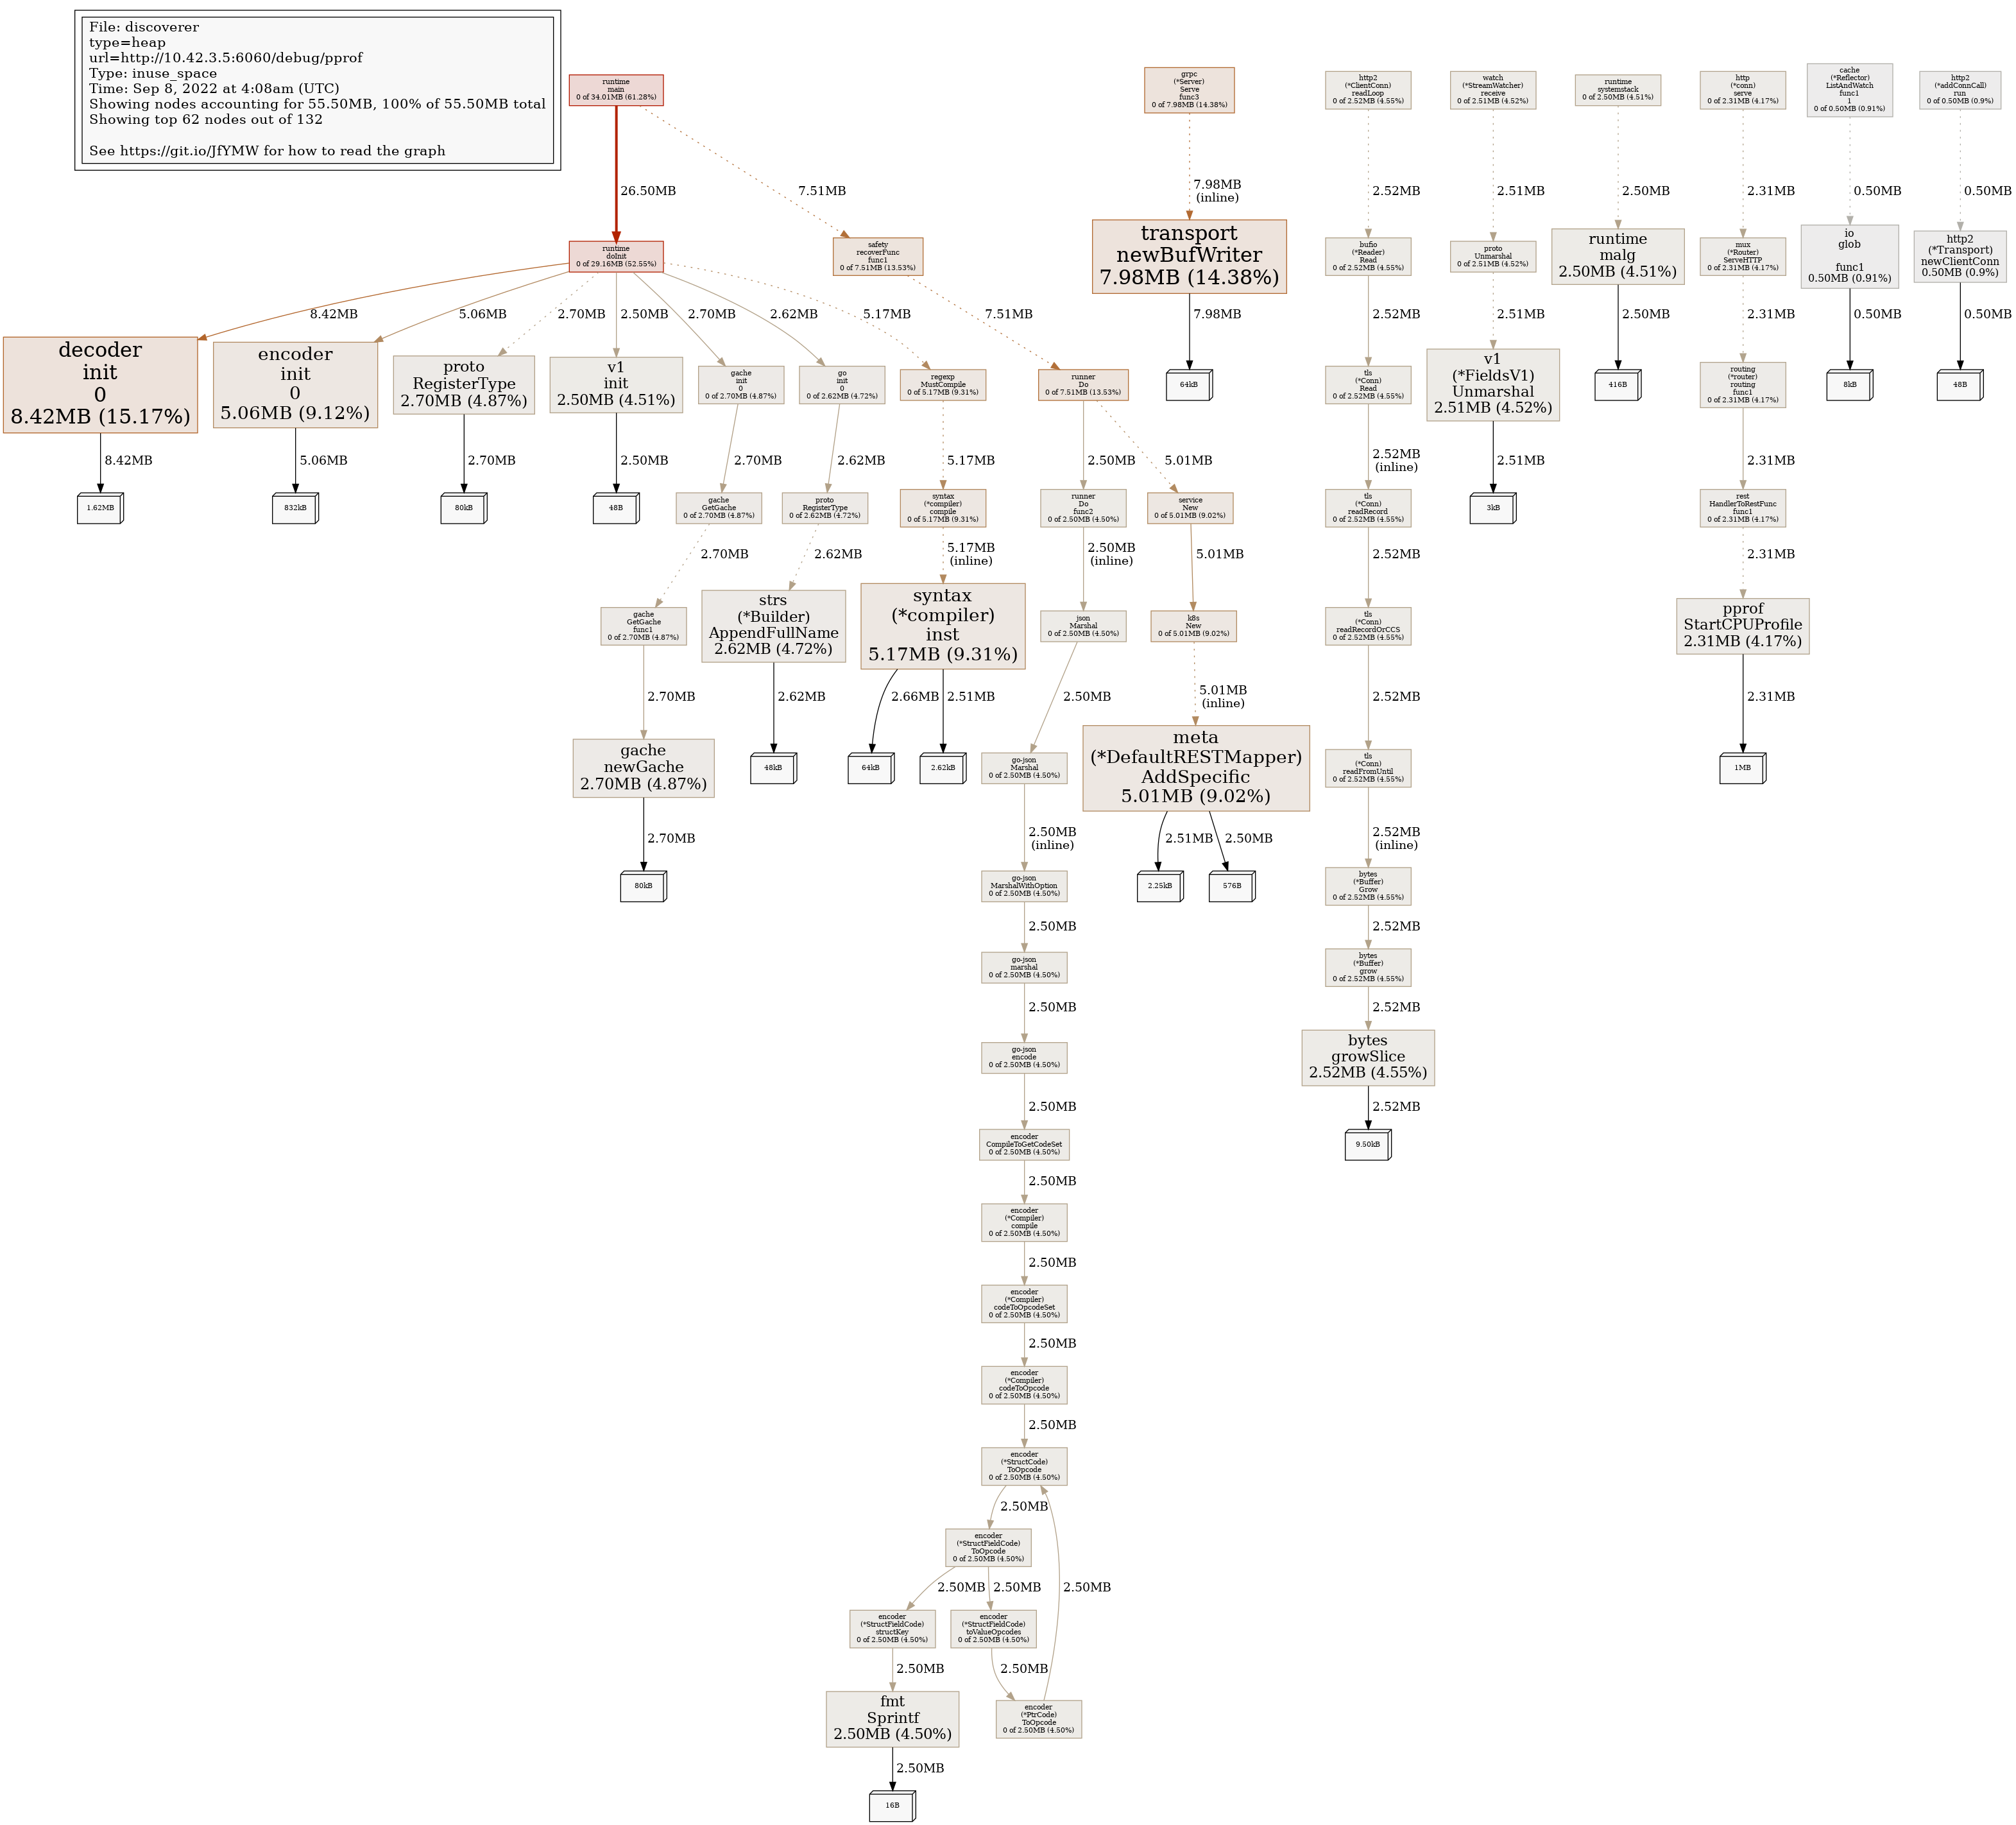 File: discoverer
type=heap
url=http://10.42.3.5:6060/debug/pprof
Type: inuse_space
Time: Sep 8, 2022 at 4:08am (UTC)
Showing nodes accounting for 55.50MB, 100% of 55.50MB total
Showing top 62 nodes out of 132
See https://git.io/JfYMW for how to read the graph
runtime
main
0 of 34.01MB (61.28%)
grpc
(*Server)
Serve
func3
0 of 7.98MB (14.38%)
http2
(*ClientConn)
readLoop
0 of 2.52MB (4.55%)
watch
(*StreamWatcher)
receive
0 of 2.51MB (4.52%)
runtime
systemstack
0 of 2.50MB (4.51%)
http
(*conn)
serve
0 of 2.31MB (4.17%)
cache
(*Reflector)
ListAndWatch
func1
1
0 of 0.50MB (0.91%)
http2
(*addConnCall)
run
0 of 0.50MB (0.9%)
26.50MB
7.51MB
7.98MB
(inline)
2.52MB
2.51MB
2.50MB
2.31MB
0.50MB
0.50MB
runtime
doInit
0 of 29.16MB (52.55%)
safety
recoverFunc
func1
0 of 7.51MB (13.53%)
transport
newBufWriter
7.98MB (14.38%)
bufio
(*Reader)
Read
0 of 2.52MB (4.55%)
proto
Unmarshal
0 of 2.51MB (4.52%)
runtime
malg
2.50MB (4.51%)
mux
(*Router)
ServeHTTP
0 of 2.31MB (4.17%)
io
glob
func1
0.50MB (0.91%)
http2
(*Transport)
newClientConn
0.50MB (0.9%)
8.42MB
5.06MB
2.70MB
2.50MB
2.70MB
2.62MB
5.17MB
7.51MB
7.98MB
2.52MB
2.51MB
2.50MB
2.31MB
0.50MB
0.50MB
decoder
init
0
8.42MB (15.17%)
encoder
init
0
5.06MB (9.12%)
proto
RegisterType
2.70MB (4.87%)
v1
init
2.50MB (4.51%)
gache
init
0
0 of 2.70MB (4.87%)
go
init
0
0 of 2.62MB (4.72%)
regexp
MustCompile
0 of 5.17MB (9.31%)
runner
Do
0 of 7.51MB (13.53%)
64kB
tls
(*Conn)
Read
0 of 2.52MB (4.55%)
v1
(*FieldsV1)
Unmarshal
2.51MB (4.52%)
416B
routing
(*router)
routing
func1
0 of 2.31MB (4.17%)
8kB
48B
8.42MB
5.06MB
2.70MB
2.50MB
2.70MB
2.62MB
5.17MB
2.50MB
5.01MB
2.52MB
(inline)
2.51MB
2.31MB
1.62MB
832kB
80kB
48B
gache
GetGache
0 of 2.70MB (4.87%)
proto
RegisterType
0 of 2.62MB (4.72%)
syntax
(*compiler)
compile
0 of 5.17MB (9.31%)
runner
Do
func2
0 of 2.50MB (4.50%)
service
New
0 of 5.01MB (9.02%)
tls
(*Conn)
readRecord
0 of 2.52MB (4.55%)
3kB
rest
HandlerToRestFunc
func1
0 of 2.31MB (4.17%)
2.70MB
2.62MB
5.17MB
(inline)
2.50MB
(inline)
5.01MB
2.52MB
2.31MB
gache
GetGache
func1
0 of 2.70MB (4.87%)
strs
(*Builder)
AppendFullName
2.62MB (4.72%)
syntax
(*compiler)
inst
5.17MB (9.31%)
json
Marshal
0 of 2.50MB (4.50%)
k8s
New
0 of 5.01MB (9.02%)
tls
(*Conn)
readRecordOrCCS
0 of 2.52MB (4.55%)
pprof
StartCPUProfile
2.31MB (4.17%)
2.70MB
2.62MB
2.66MB
2.51MB
2.50MB
5.01MB
(inline)
2.52MB
2.31MB
gache
newGache
2.70MB (4.87%)
48kB
64kB
2.62kB
go-json
Marshal
0 of 2.50MB (4.50%)
meta
(*DefaultRESTMapper)
AddSpecific
5.01MB (9.02%)
tls
(*Conn)
readFromUntil
0 of 2.52MB (4.55%)
1MB
2.70MB
2.50MB
(inline)
2.51MB
2.50MB
2.52MB
(inline)
80kB
go-json
MarshalWithOption
0 of 2.50MB (4.50%)
2.25kB
576B
bytes
(*Buffer)
Grow
0 of 2.52MB (4.55%)
2.50MB
2.52MB
go-json
marshal
0 of 2.50MB (4.50%)
bytes
(*Buffer)
grow
0 of 2.52MB (4.55%)
2.50MB
2.52MB
go-json
encode
0 of 2.50MB (4.50%)
bytes
growSlice
2.52MB (4.55%)
2.50MB
2.52MB
encoder
CompileToGetCodeSet
0 of 2.50MB (4.50%)
9.50kB
2.50MB
encoder
(*Compiler)
compile
0 of 2.50MB (4.50%)
2.50MB
encoder
(*Compiler)
codeToOpcodeSet
0 of 2.50MB (4.50%)
2.50MB
encoder
(*Compiler)
codeToOpcode
0 of 2.50MB (4.50%)
2.50MB
encoder
(*StructCode)
ToOpcode
0 of 2.50MB (4.50%)
2.50MB
encoder
(*StructFieldCode)
ToOpcode
0 of 2.50MB (4.50%)
2.50MB
2.50MB
2.50MB
encoder
(*StructFieldCode)
structKey
0 of 2.50MB (4.50%)
encoder
(*StructFieldCode)
toValueOpcodes
0 of 2.50MB (4.50%)
2.50MB
2.50MB
fmt
Sprintf
2.50MB (4.50%)
encoder
(*PtrCode)
ToOpcode
0 of 2.50MB (4.50%)
2.50MB
16B